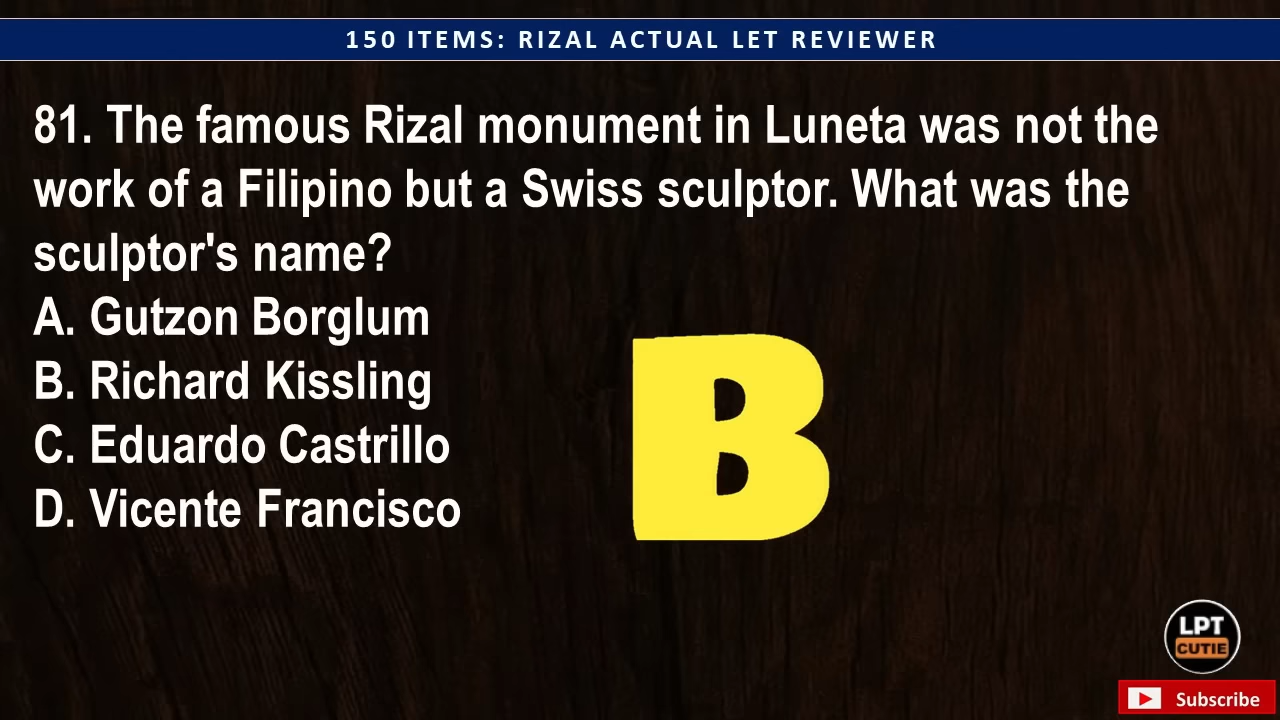 150 ITEMS: RIZAL ACTUAL LET REVIEWER
81. The famous Rizal monument in Luneta was not the
work of a Filipino but a Swiss sculptor. What was the
sculptor's name?
A. Gutzon Borglum
B. Richard Kissling
C. Eduardo Castrillo
D. Vicente Francisco
B
LPT
CUTIE
Subscribe